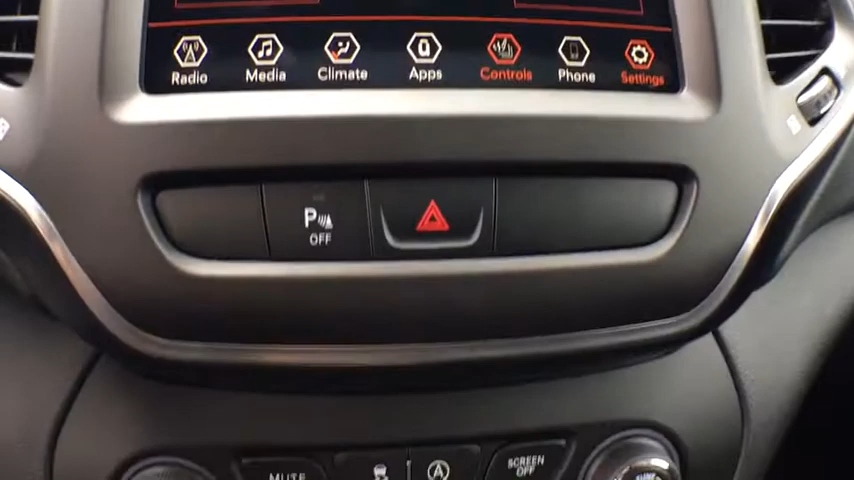 Radio Media Climate Apps Controls Phone Settings
P
OFF
MUTE
SCREEN
OFF